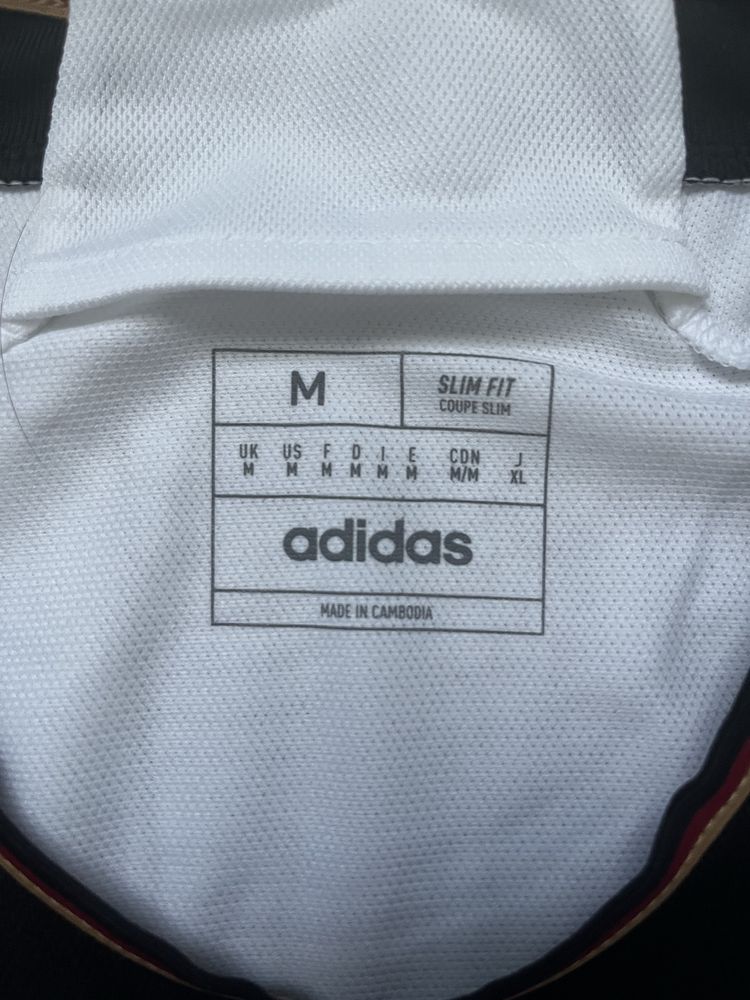 M
SLIM FIT
COUPE SLIM
UK US F D I E CDN J
M M M M M M M/M XL
adidas
MADE IN CAMBODIA